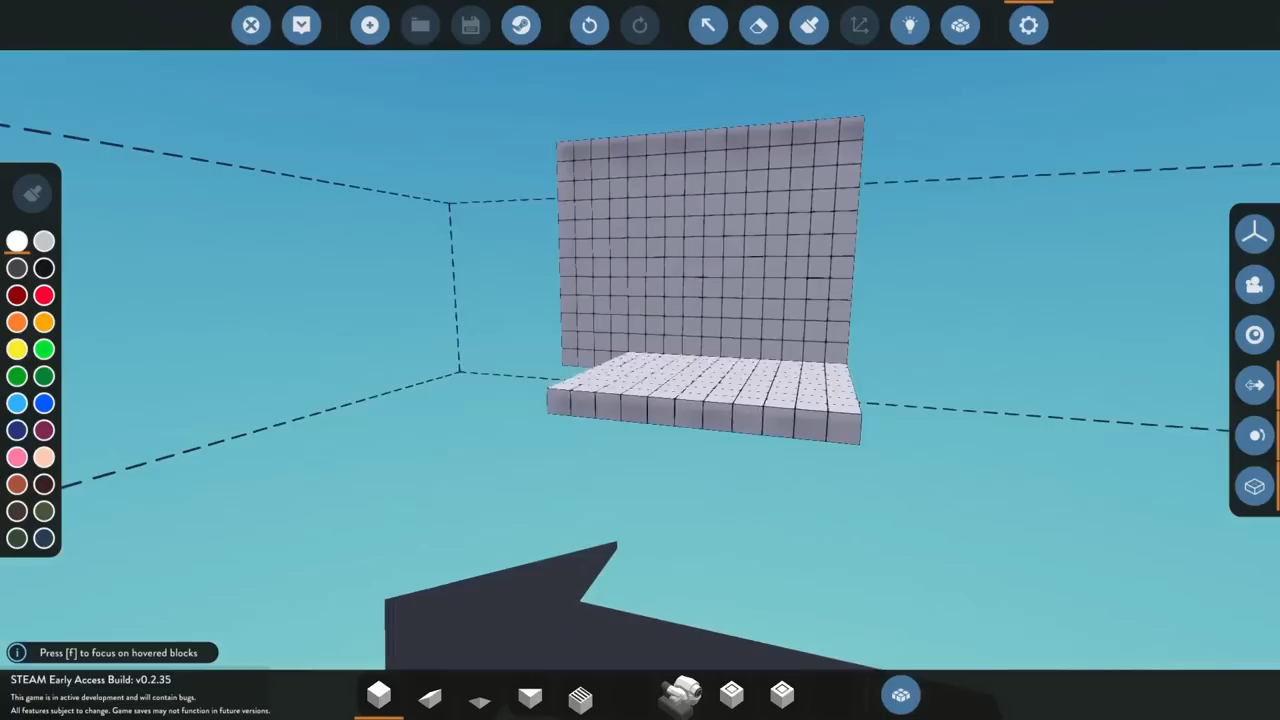 Press [f] to focus on hovered blocks
STEAM Early Access Build: v0.2.35
This game is in active development and will contain bugs.
All features subject to change. Game saves may not function in future versions.